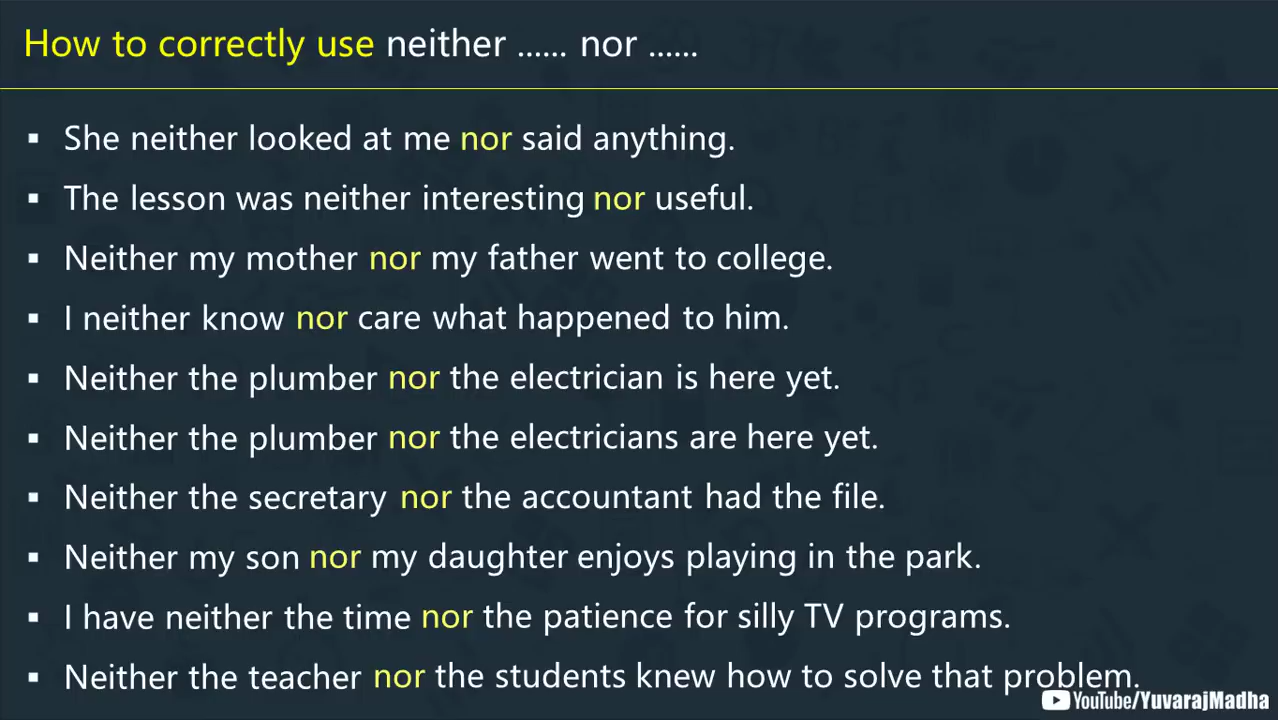 How to correctly use neither ...... nor ......
▪ She neither looked at me nor said anything.
▪ The lesson was neither interesting nor useful.
▪ Neither my mother nor my father went to college.
▪ I neither know nor care what happened to him.
▪ Neither the plumber nor the electrician is here yet.
▪ Neither the plumber nor the electricians are here yet.
▪ Neither the secretary nor the accountant had the file.
▪ Neither my son nor my daughter enjoys playing in the park.
▪ I have neither the time nor the patience for silly TV programs.
▪ Neither the teacher nor the students knew how to solve that problem.
YouTube/YuvarajMadha